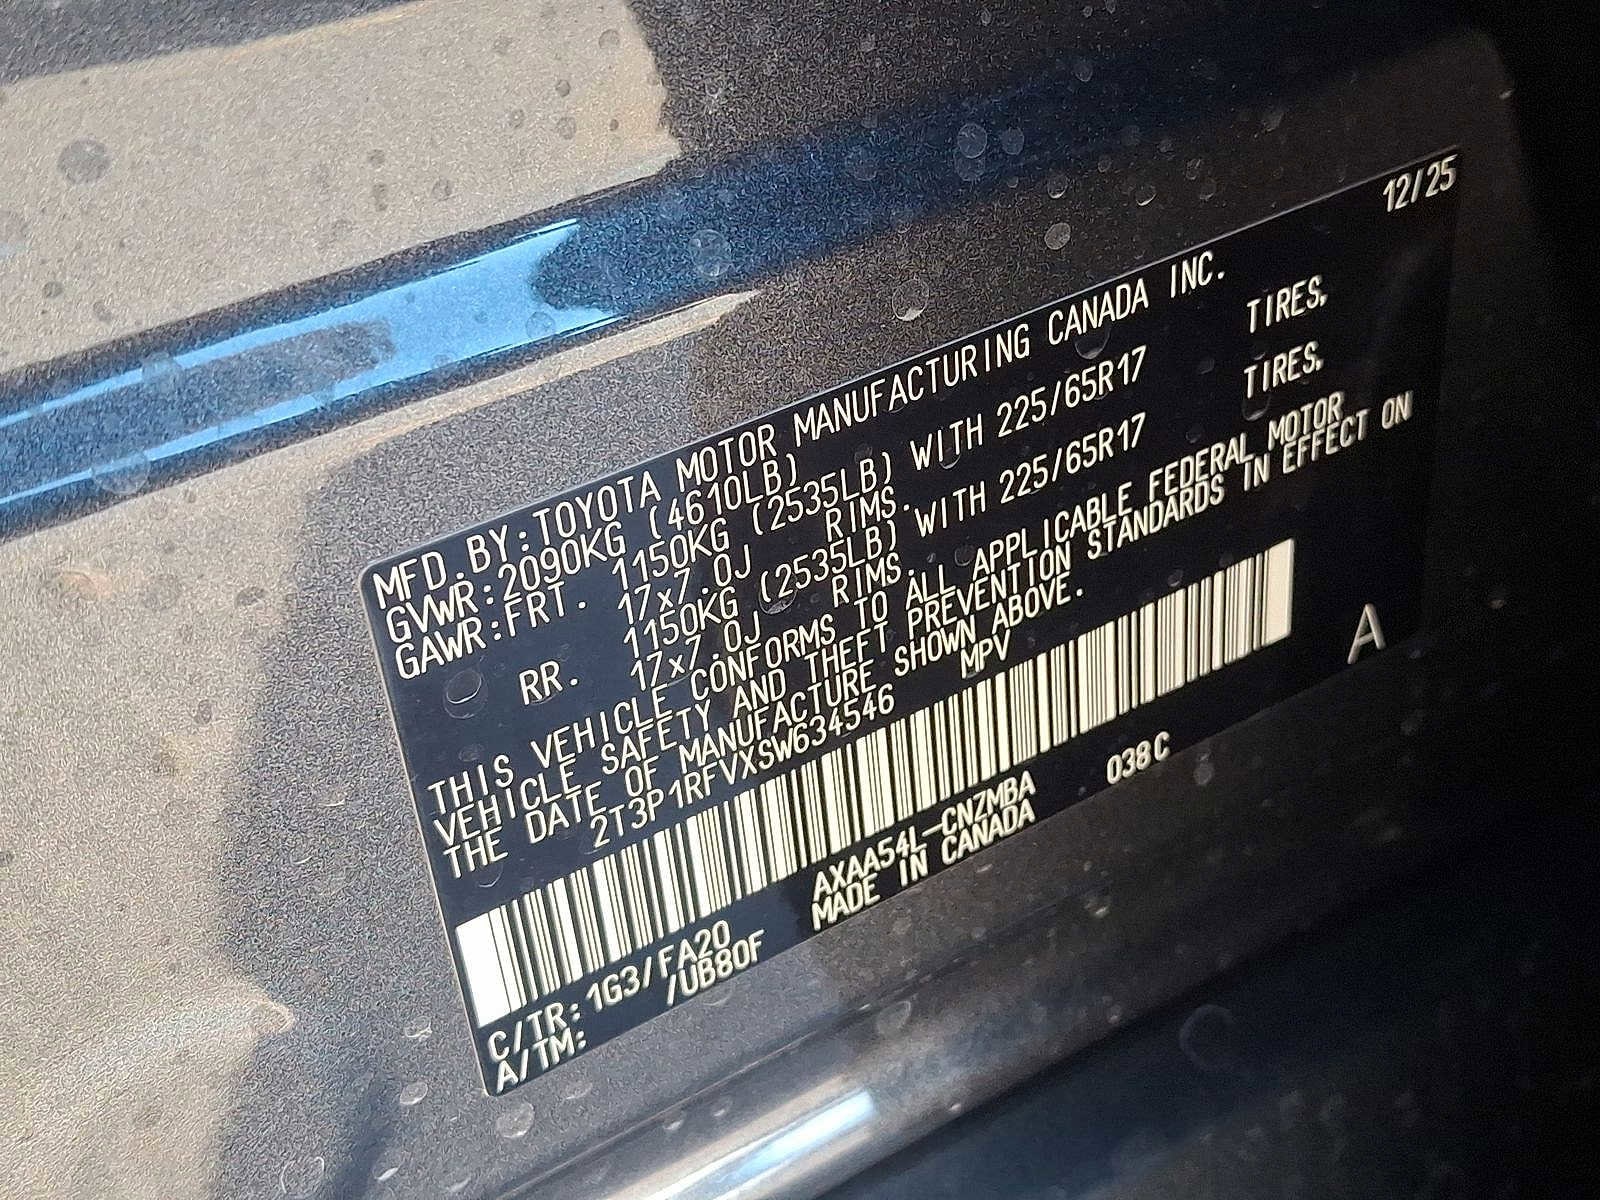 12/25
MFD.BY:TOYOTA MOTOR MANUFACTURING CANADA INC.
GVWR:2090KG (4610LB)
GAWR:FRT. 1150KG (2535LB) WITH 225/65R17 TIRES,
17x7.0J RIMS.
RR. 1150KG (2535LB) WITH 225/65R17 TIRES,
17x7.0J RIMS.
THIS VEHICLE CONFORMS TO ALL APPLICABLE FEDERAL MOTOR
VEHICLE SAFETY AND THEFT PREVENTION STANDARDS IN EFFECT ON
THE DATE OF MANUFACTURE SHOWN ABOVE.
2T3P1RFVXSW634546 MPV
A
C/TR:1G3/FA20 AXAA54L-CNZMBA 038C
A/TM: /UB80F MADE IN CANADA